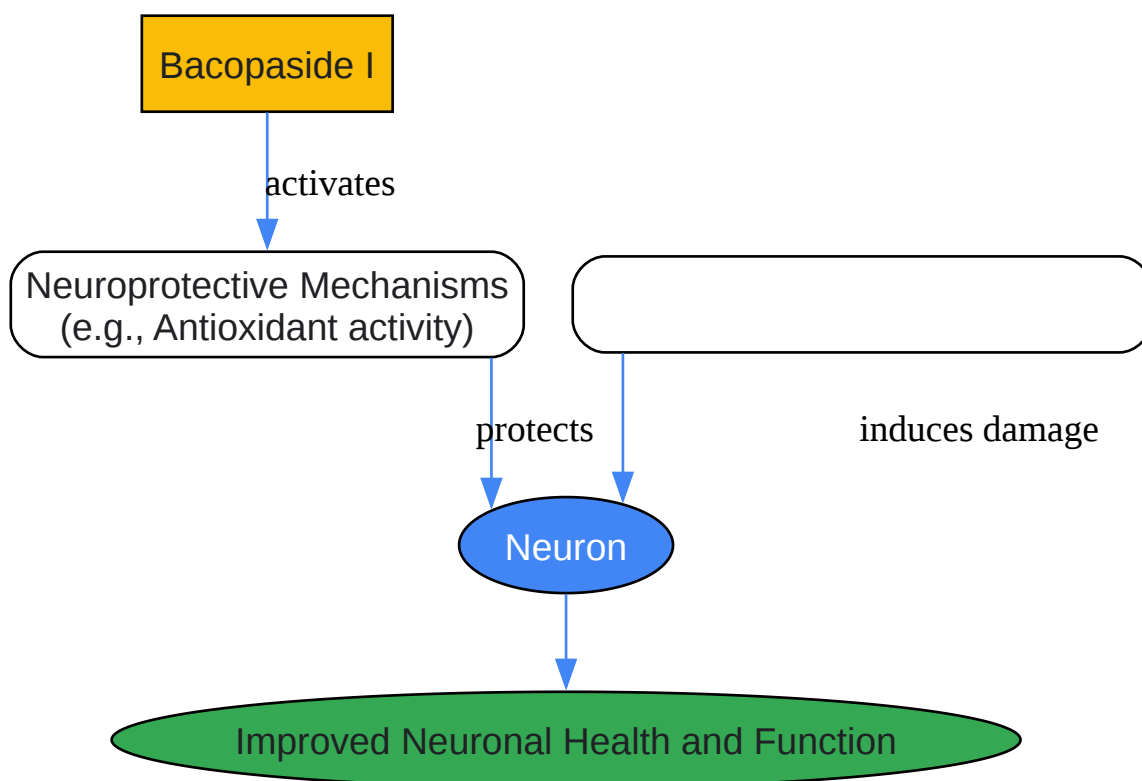 Bacopaside I
activates
Neuroprotective Mechanisms
(e.g., Antioxidant activity)
protects
induces damage
Neuron
Improved Neuronal Health and Function